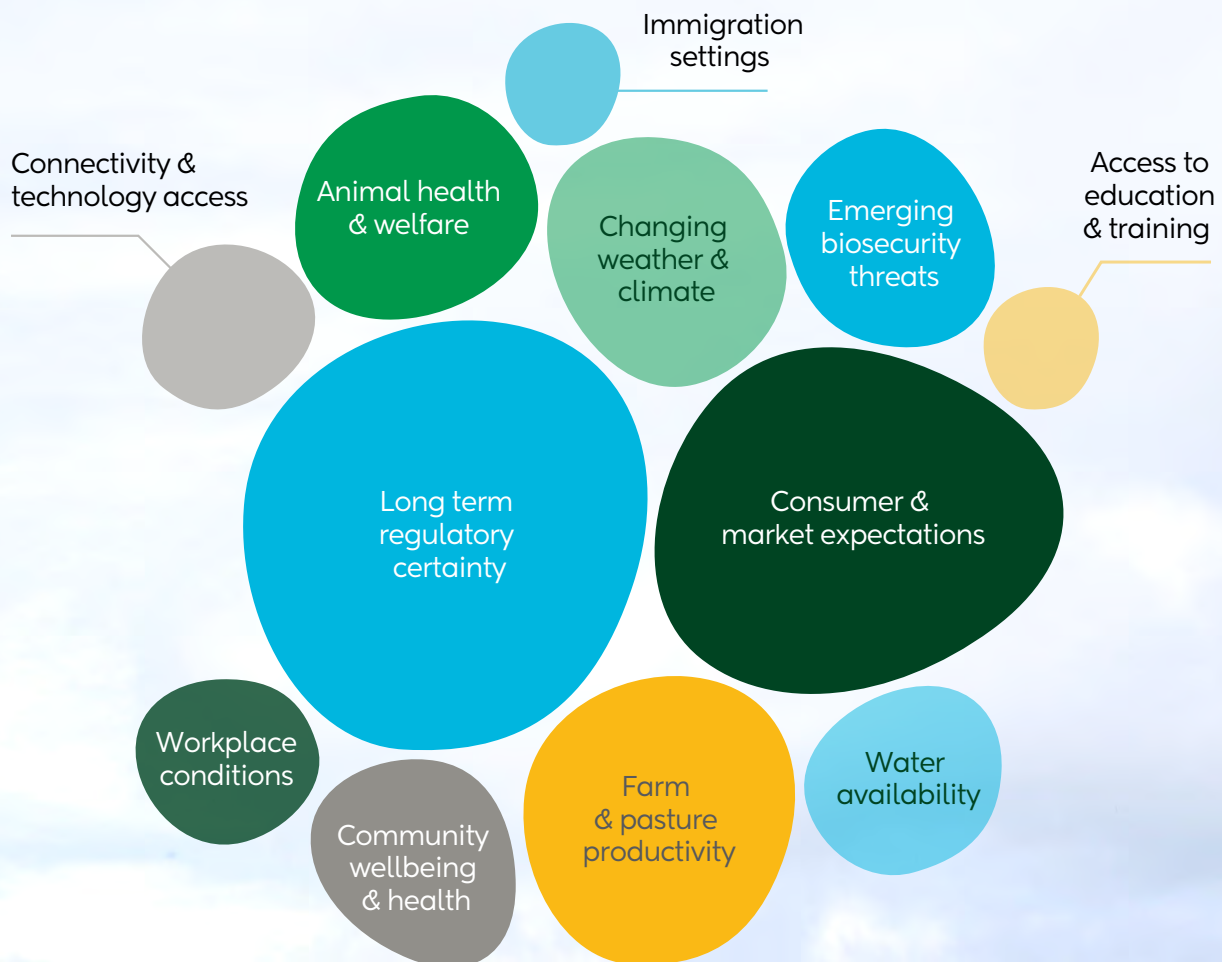 Immigration
settings
Connectivity &
technology access
Animal health
& welfare
Changing
weather &
climate
Emerging
biosecurity
threats
Access to
education
& training
Long term
regulatory
certainty
Consumer &
market expectations
Workplace
conditions
Community
wellbeing
& health
Farm
& pasture
productivity
Water
availability